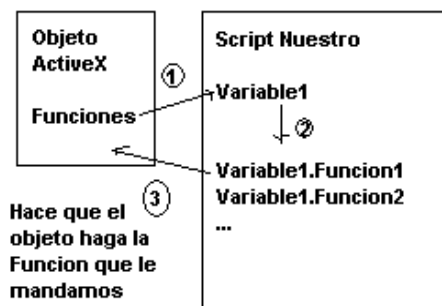 Objeto
ActiveX
Funciones
1
Script Nuestro
Variable1
2
Variable1.Funcion1
Variable1.Funcion2
...
3
Hace que el
objeto haga la
Funcion que le
mandamos